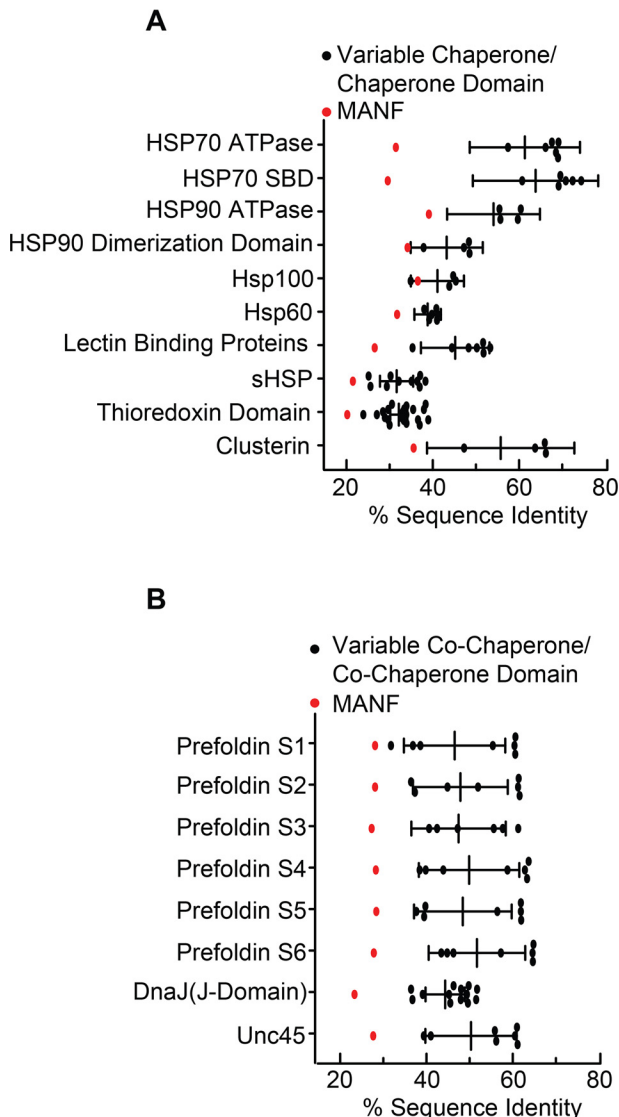 A
Variable Chaperone/
Chaperone Domain
MANF
HSP70 ATPase
HSP70 SBD
HSP90 ATPase
HSP90 Dimerization Domain
Hsp100
Hsp60
Lectin Binding Proteins
sHSP
Thioredoxin Domain
Clusterin
20 40 60 80
% Sequence Identity
B
Variable Co-Chaperone/
Co-Chaperone Domain
MANF
Prefoldin S1
Prefoldin S2
Prefoldin S3
Prefoldin S4
Prefoldin S5
Prefoldin S6
DnaJ(J-Domain)
Unc45
20 40 60 80
% Sequence Identity